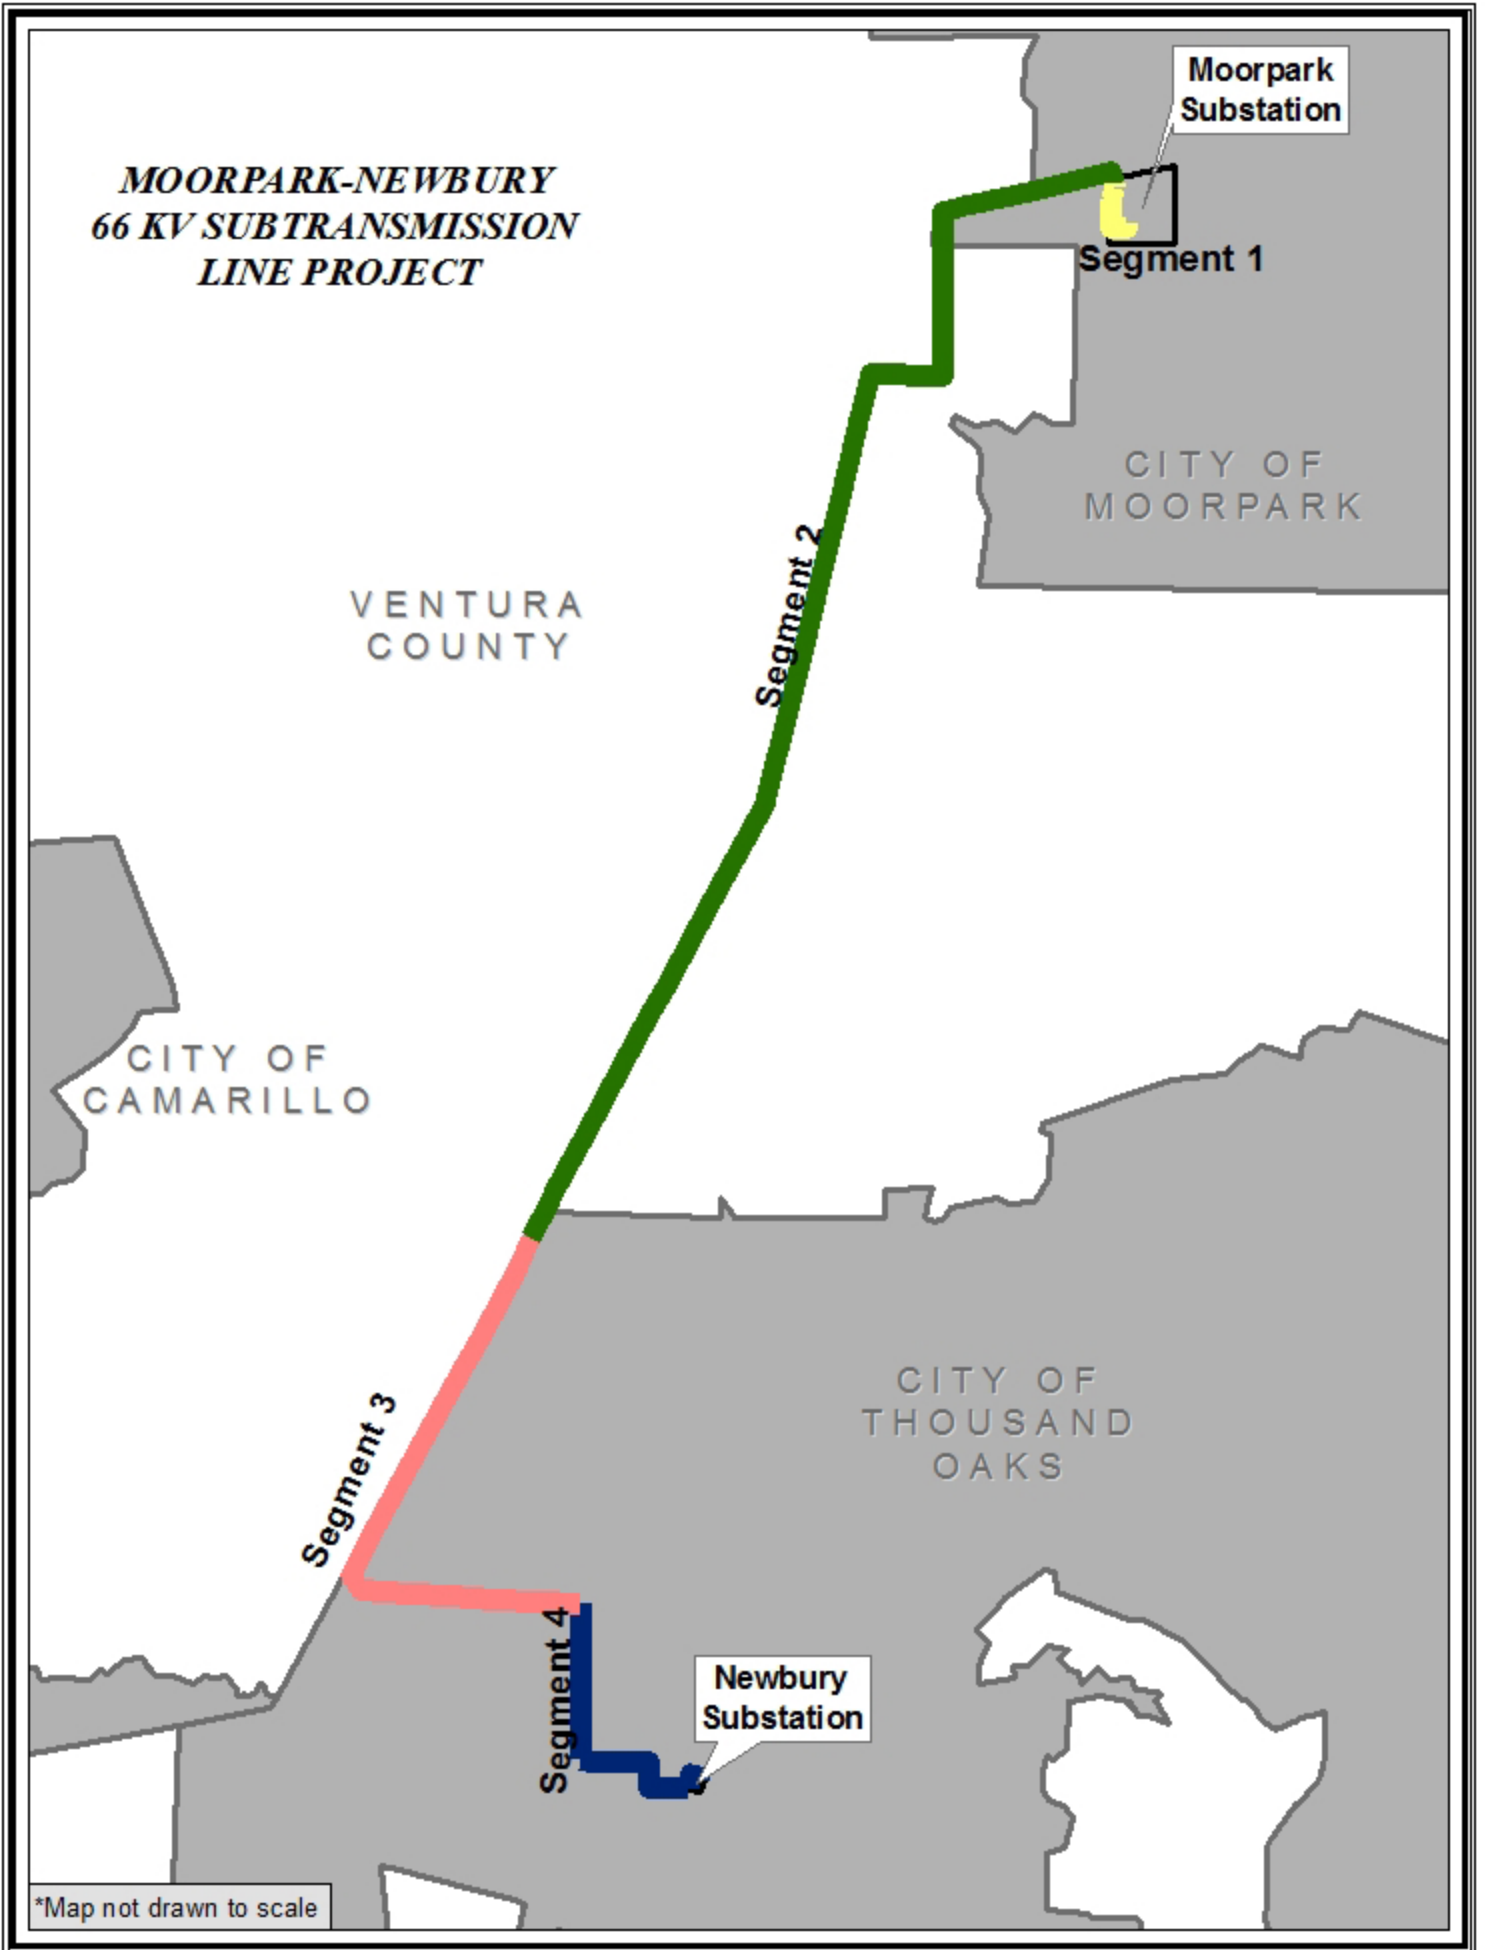 Moorpark
Substation
MOORPARK-NEWBURY
66 KV SUBTRANSMISSION
LINE PROJECT
Segment 1
CITY OF
MOORPARK
Segment 2
VENTURA
COUNTY
CITY OF
CAMARILLO
CITY OF
THOUSAND
OAKS
Segment 3
Segment 4
Newbury
Substation
*Map not drawn to scale